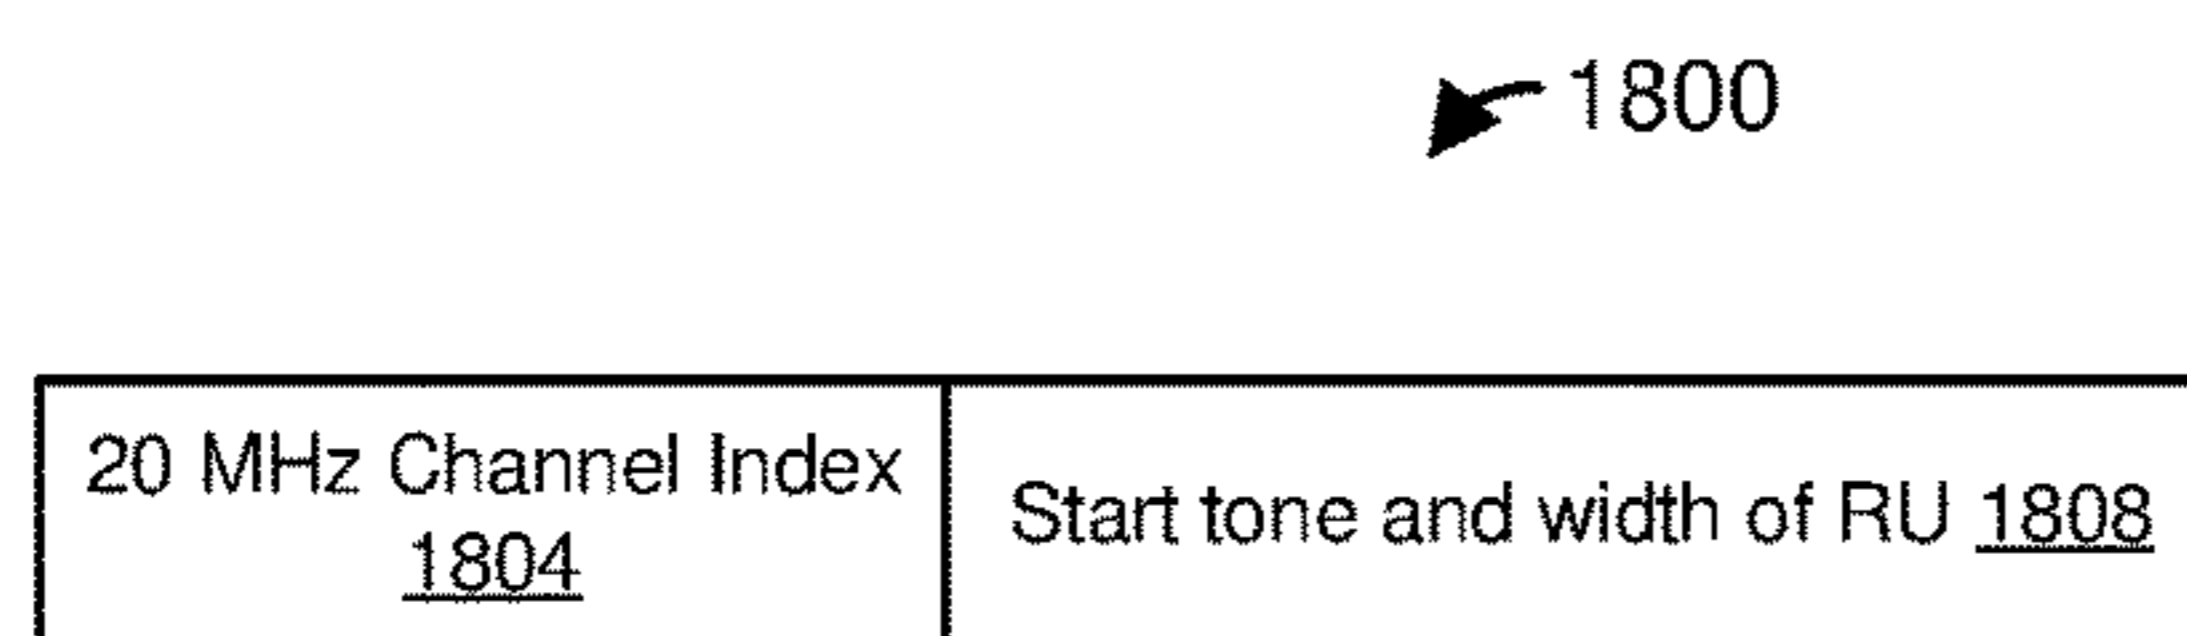 1800
20 MHz Channel Index
1804
Start tone and width of RU 1808